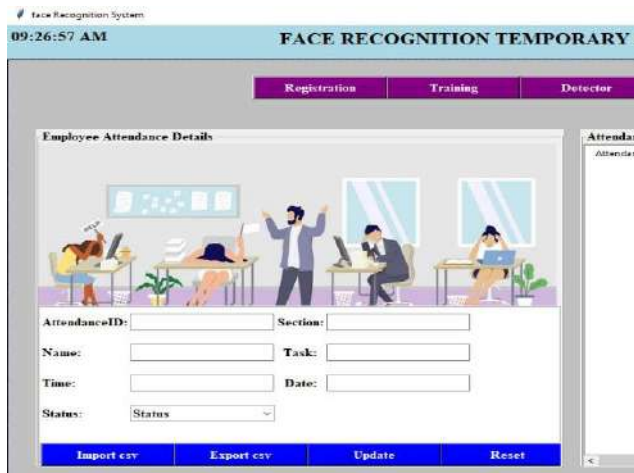 face Recognition System
09:26:57 AM
FACE RECOGNITION TEMPORARY
Registration Training Detector
Employee Attendance Details
Attenda
Attendar
HELP
AttendanceID: Section:
Name: Task:
Time: Date:
Status: Status
Import csv Export csv Update Reset